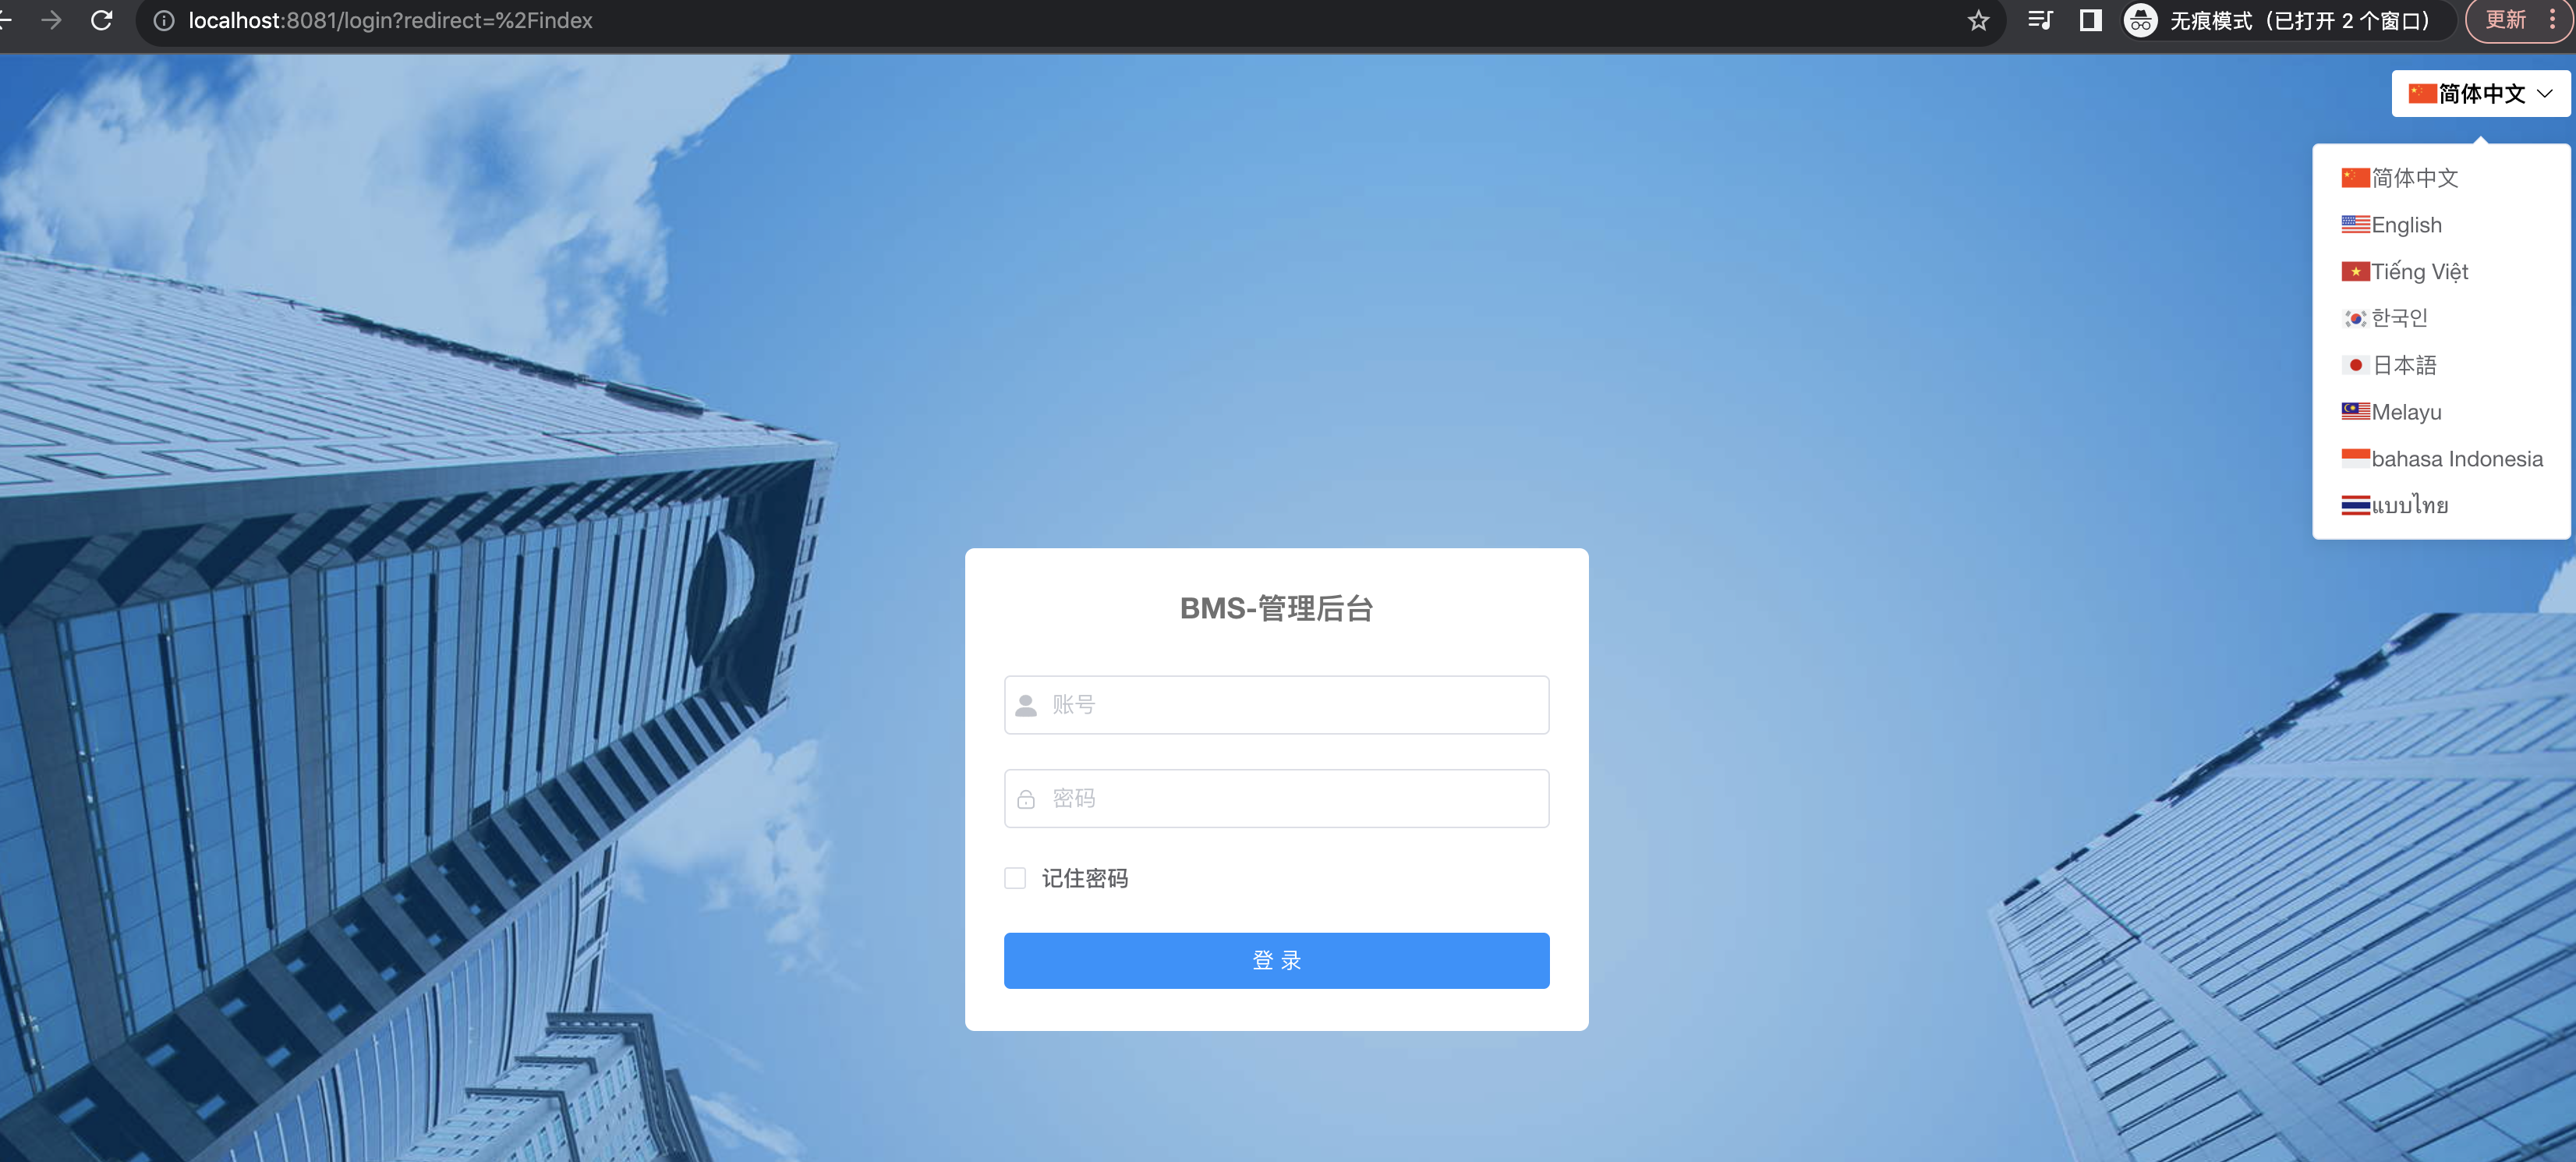 localhost:8081/login?redirect=%2Findex
无痕模式（已打开 2 个窗口）
更新
简体中文
简体中文
English
Tiếng Việt
한국인
日本語
Melayu
bahasa Indonesia
แบบไทย
BMS-管理后台
账号
密码
记住密码
登 录